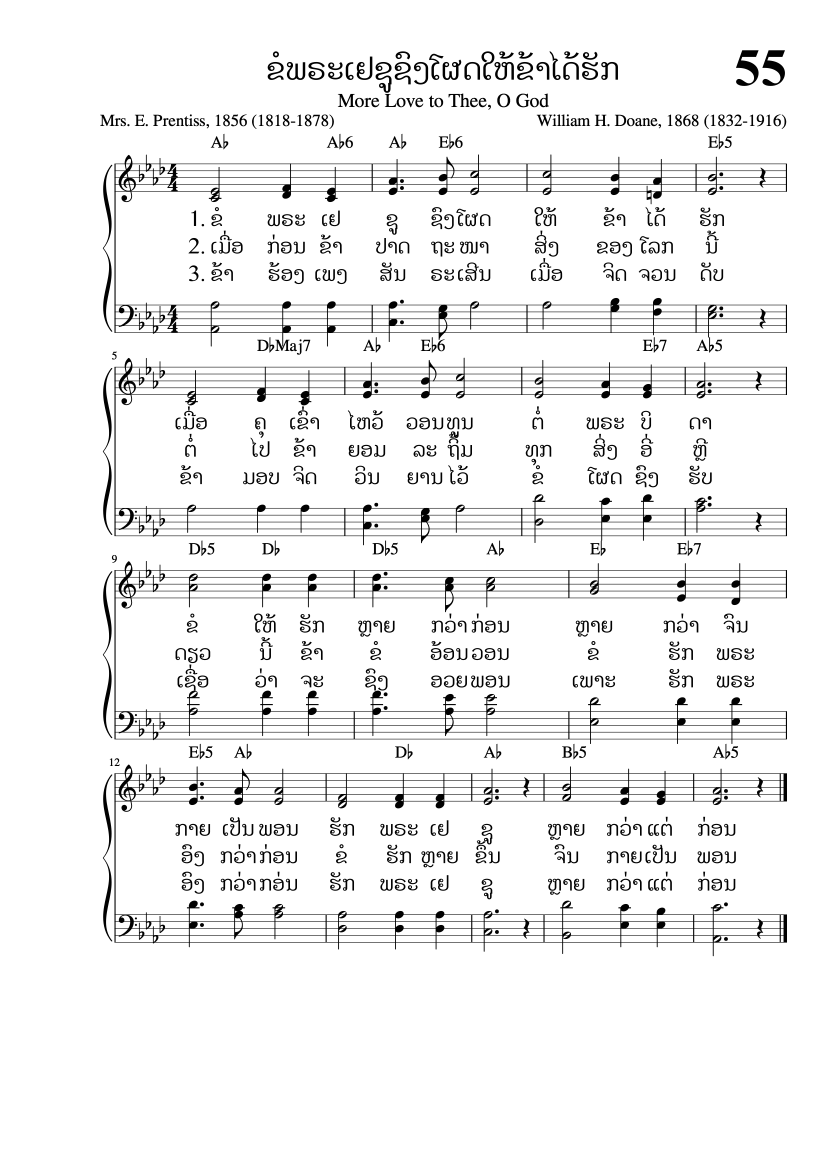 ຂໍພຣະເຢຊູຊົງໂຜດໃຫ້ຂ້າໄດ້ຮັກ 55
More Love to Thee, O God
Mrs. E. Prentiss, 1856 (1818-1878) William H. Doane, 1868 (1832-1916)
A♭ A♭6 A♭ E♭6 E♭5
1. ຂໍ ພຣະ ເຢ ຊູ ຊົງໂຜດ ໃຫ້ ຂ້າ ໄດ້ ຮັກ
2. ເມື່ອ ກ່ອນ ຂ້າ ປາດ ຖະ ໜາ ສິ່ງ ຂອງ ໂລກ ນີ້
3. ຂ້າ ຮ້ອງ ເພງ ສັນ ຣະເສີນ ເມື່ອ ຈິດ ຈວນ ດັບ
5 D♭Maj7 A♭ E♭6 E♭7 A♭5
ເມື່ອ ຄຸ ເຂົ່າ ໄຫວ້ ວອນທູນ ຕໍ່ ພຣະ ບິ ດາ
ຕໍ່ ໄປ ຂ້າ ຍອມ ລະ ຖິ້ມ ທຸກ ສິ່ງ ອີ່ ຫຼີ
ຂ້າ ມອບ ຈິດ ວິນ ຍານ ໄວ້ ຂໍ ໂຜດ ຊົງ ຮັບ
9 D♭5 D♭ D♭5 A♭ E♭ E♭7
ຂໍ ໃຫ້ ຮັກ ຫຼາຍ ກວ່າ ກ່ອນ ຫຼາຍ ກວ່າ ຈົນ
ດຽວ ນີ້ ຂ້າ ຂໍ ອ້ອນ ວອນ ຂໍ ຮັກ ພຣະ
ເຊື່ອ ວ່າ ຈະ ຊົງ ອວຍພອນ ເພາະ ຮັກ ພຣະ
12 E♭5 A♭ D♭ A♭ B♭5 A♭5
ກາຍ ເປັນ ພອນ ຮັກ ພຣະ ເຢ ຊູ ຫຼາຍ ກວ່າ ແຕ່ ກ່ອນ
ອົງ ກວ່າ ກ່ອນ ຂໍ ຮັກ ຫຼາຍ ຂຶ້ນ ຈົນ ກາຍເປັນ ພອນ
ອົງ ກວ່າ ກອ່ນ ຮັກ ພຣະ ເຢ ຊູ ຫຼາຍ ກວ່າ ແຕ່ ກ່ອນ